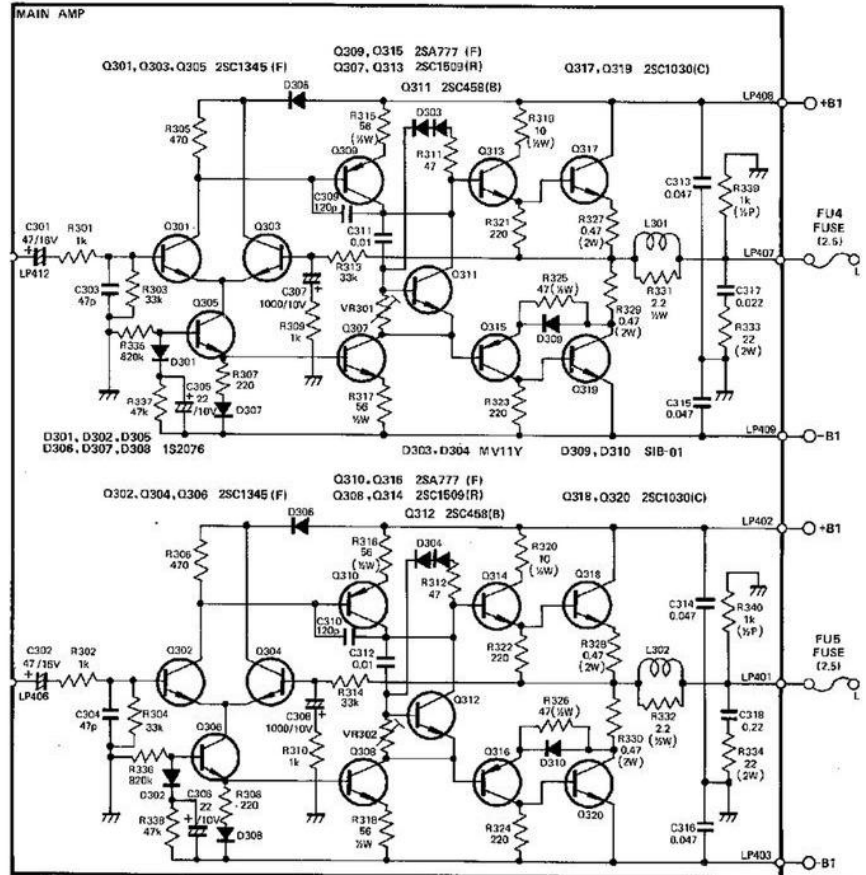 MAIN AMP
Q309, Q315 2SA777 (F)
Q301, Q303, Q305 2SC1345 (F)
Q307, Q313 2SC1509(R)
Q317, Q319 2SC1030(C)
Q311 2SC458(B)
D305
LP408
+B1
R305
470
R315
56
(½W)
D303
R319
10
(½W)
R311
47
Q309
Q313
Q317
C309
120p
C313
0.047
R339
1k
(½P)
FU4
FUSE
(2.5)
C301
47/16V
R301
1k
Q301
Q303
C311
0.01
R321
220
R327
0.47
(2W)
L301
LP407
L
LP412
R313
33k
C303
47p
R303
33k
C307
1000/10V
Q311
R325
47 (½W)
R331
2.2
½W
C317
0.022
Q305
VR301
R329
0.47
(2W)
R309
1k
Q307
Q315
D309
R333
22
(2W)
R335
820k
D301
R307
220
Q319
R337
47k
C305
22
/10V
D307
R317
56
½W
R323
220
C315
0.047
LP409
-B1
D301, D302, D305
D306, D307, D308 1S2076
D303, D304 MV11Y
D309, D310 SIB-01
Q310, Q316 2SA777 (F)
Q302, Q304, Q306 2SC1345 (F)
Q308, Q314 2SC1509(R)
Q318, Q320 2SC1030(C)
Q312 2SC458(B)
D306
LP402
+B1
R306
470
R316
56
(½W)
D304
R320
10
(½W)
R312
47
Q310
Q314
Q318
C310
120p
C314
0.047
R340
1k
(½P)
FU5
FUSE
(2.5)
C302
47/16V
R302
1k
Q302
Q304
C312
0.01
R322
220
R328
0.47
(2W)
L302
LP401
L
LP406
R314
33k
C304
47p
R304
33k
C308
1000/10V
Q312
R326
47(½W)
R332
2.2
(½W)
C318
0.22
Q306
VR302
R330
0.47
(2W)
R310
1k
Q308
Q316
D310
R334
22
(2W)
R336
820k
D302
C306
22
/10V
R308
220
Q320
R338
47k
D308
R318
56
½W
R324
220
C316
0.047
LP403
-B1